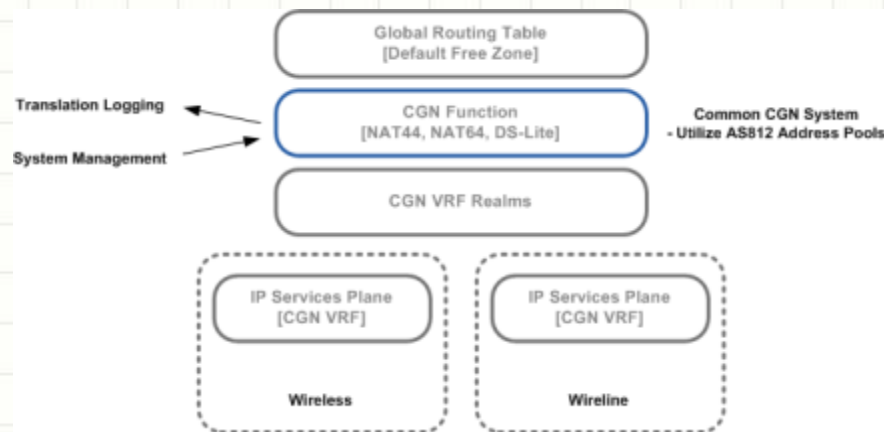 Global Routing Table
[Default Free Zone]
Translation Logging
CGN Function
[NAT44, NAT64, DS-Lite]
Common CGN System
- Utilize AS812 Address Pools
System Management
CGN VRF Realms
IP Services Plane
[CGN VRF]
IP Services Plane
[CGN VRF]
Wireless
Wireline